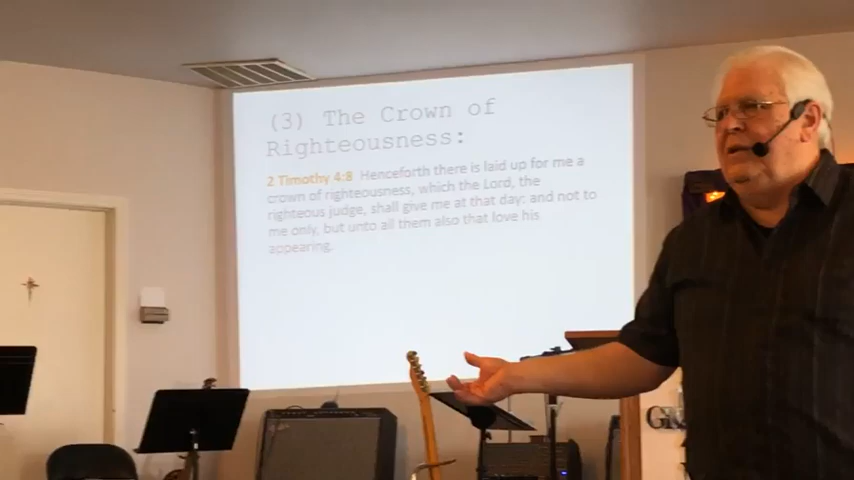 (3) The Crown of
Righteousness:
2 Timothy 4:8 Henceforth there is laid up for me a
crown of righteousness, which the Lord, the
righteous judge, shall give me at that day: and not to
me only, but unto all them also that love his
appearing.